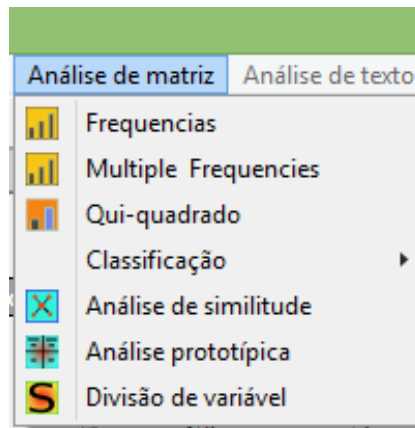 Análise de matriz Análise de texto
Frequencias
Multiple Frequencies
Qui-quadrado
Classificação
Análise de similitude
Análise prototípica
Divisão de variável